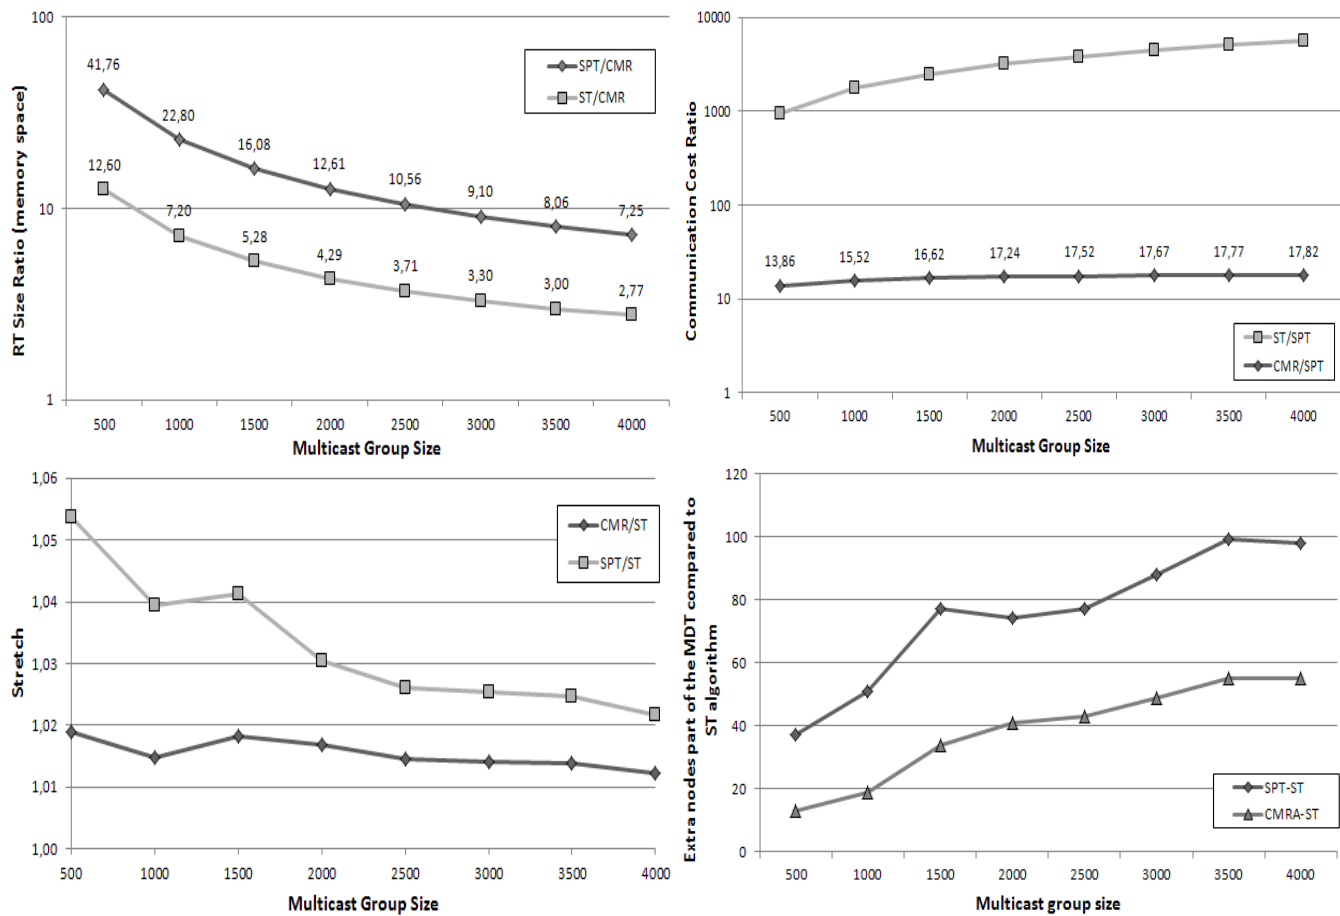 RT Size Ratio (memory space)
100
10
1
41,76
22,80
16,08
12,61
10,56
9,10
8,06
7,25
12,60
7,20
5,28
4,29
3,71
3,30
3,00
2,77
SPT/CMR
ST/CMR
500 1000 1500 2000 2500 3000 3500 4000
Multicast Group Size
Communication Cost Ratio
10000
1000
100
10
1
13,86
15,52
16,62
17,24
17,52
17,67
17,77
17,82
ST/SPT
CMR/SPT
500 1000 1500 2000 2500 3000 3500 4000
Multicast Group Size
Stretch
1,06
1,05
1,04
1,03
1,02
1,01
1,00
CMR/ST
SPT/ST
500 1000 1500 2000 2500 3000 3500 4000
Multicast Group Size
Extra nodes part of the MDT compared to
ST algorithm
120
100
80
60
40
20
0
SPT-ST
CMRA-ST
500 1000 1500 2000 2500 3000 3500 4000
Multicast group size